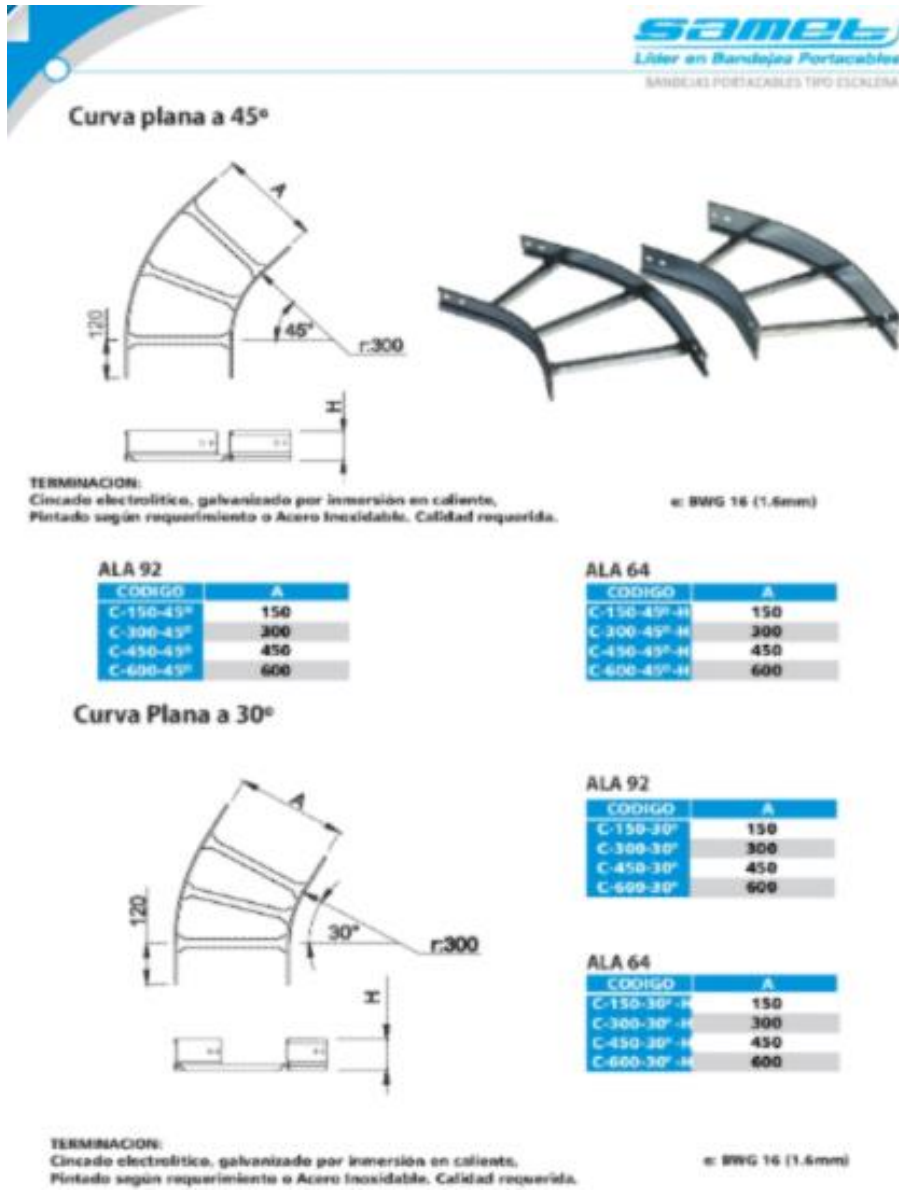 samet
Líder en Bandejas Portacables
BANDEJAS PORTACABLES TIPO ESCALERA
Curva plana a 45º
A
120
45°
r:300
H
TERMINACION:
Cincado electrolitico, galvanizado por inmersión en caliente,
Pintado según requerimiento o Acero Inoxidable. Calidad requerida.
e: BWG 16 (1.6mm)
ALA 92
CODIGO A
C-150-45º 150
C-300-45º 300
C-450-45º 450
C-600-45º 600
ALA 64
CODIGO A
C-150-45º-H 150
C-300-45º-H 300
C-450-45º-H 450
C-600-45º-H 600
Curva Plana a 30º
A
120
30°
r:300
H
ALA 92
CODIGO A
C-150-30º 150
C-300-30º 300
C-450-30º 450
C-600-30º 600
ALA 64
CODIGO A
C-150-30º-H 150
C-300-30º-H 300
C-450-30º-H 450
C-600-30º-H 600
TERMINACION:
Cincado electrolitico, galvanizado por inmersión en caliente,
Pintado según requerimiento o Acero Inoxidable. Calidad requerida.
e: BWG 16 (1.6mm)